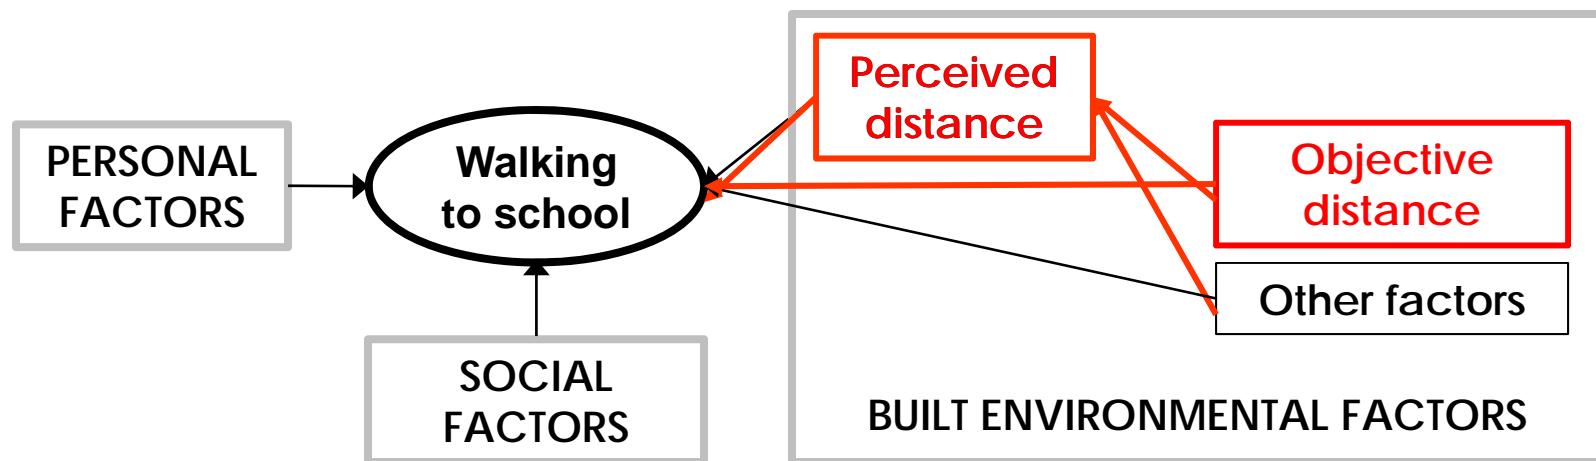 PERSONAL
FACTORS
Walking
to school
SOCIAL
FACTORS
Perceived
distance
Objective
distance
Other factors
BUILT ENVIRONMENTAL FACTORS